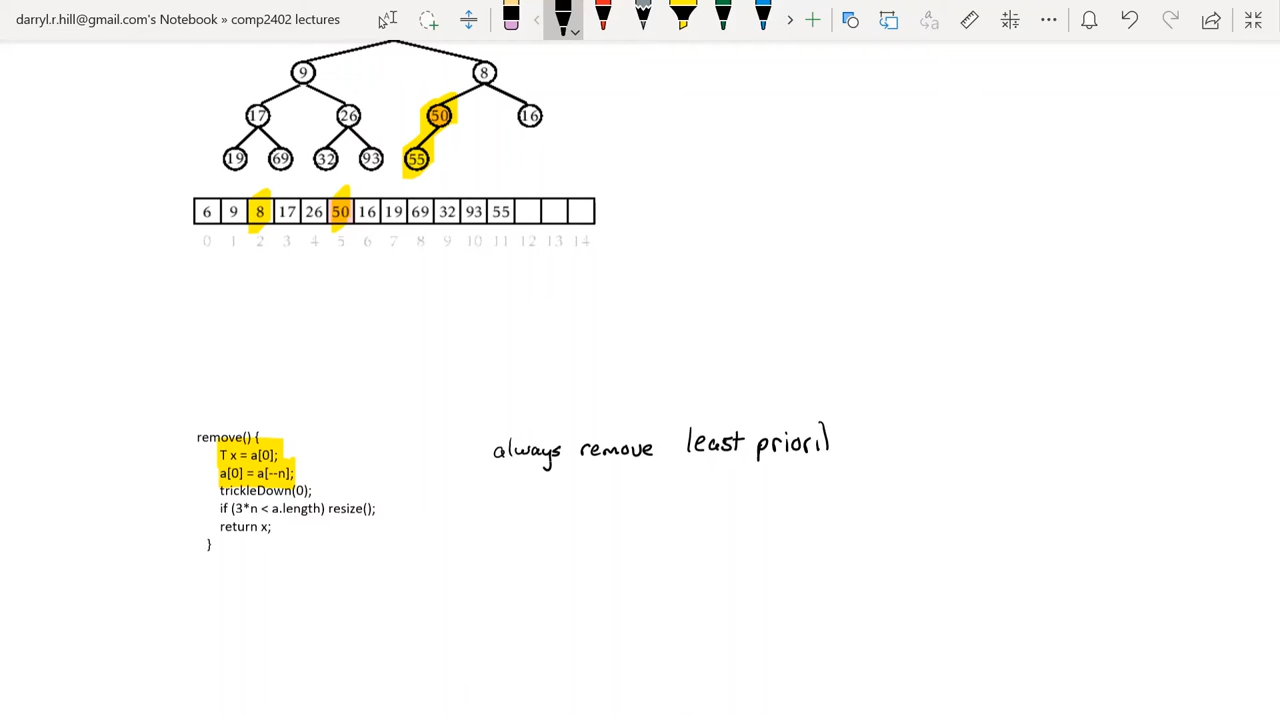 darryl.r.hill@gmail.com's Notebook » comp2402 lectures
9 8
17 26 50 16
19 69 32 93 55
6 9 8 17 26 50 16 19 69 32 93 55
0 1 2 3 4 5 6 7 8 9 10 11 12 13 14
remove() {
always remove least priorit
T x = a[0];
a[0] = a[--n];
trickleDown(0);
if (3*n < a.length) resize();
return x;
}